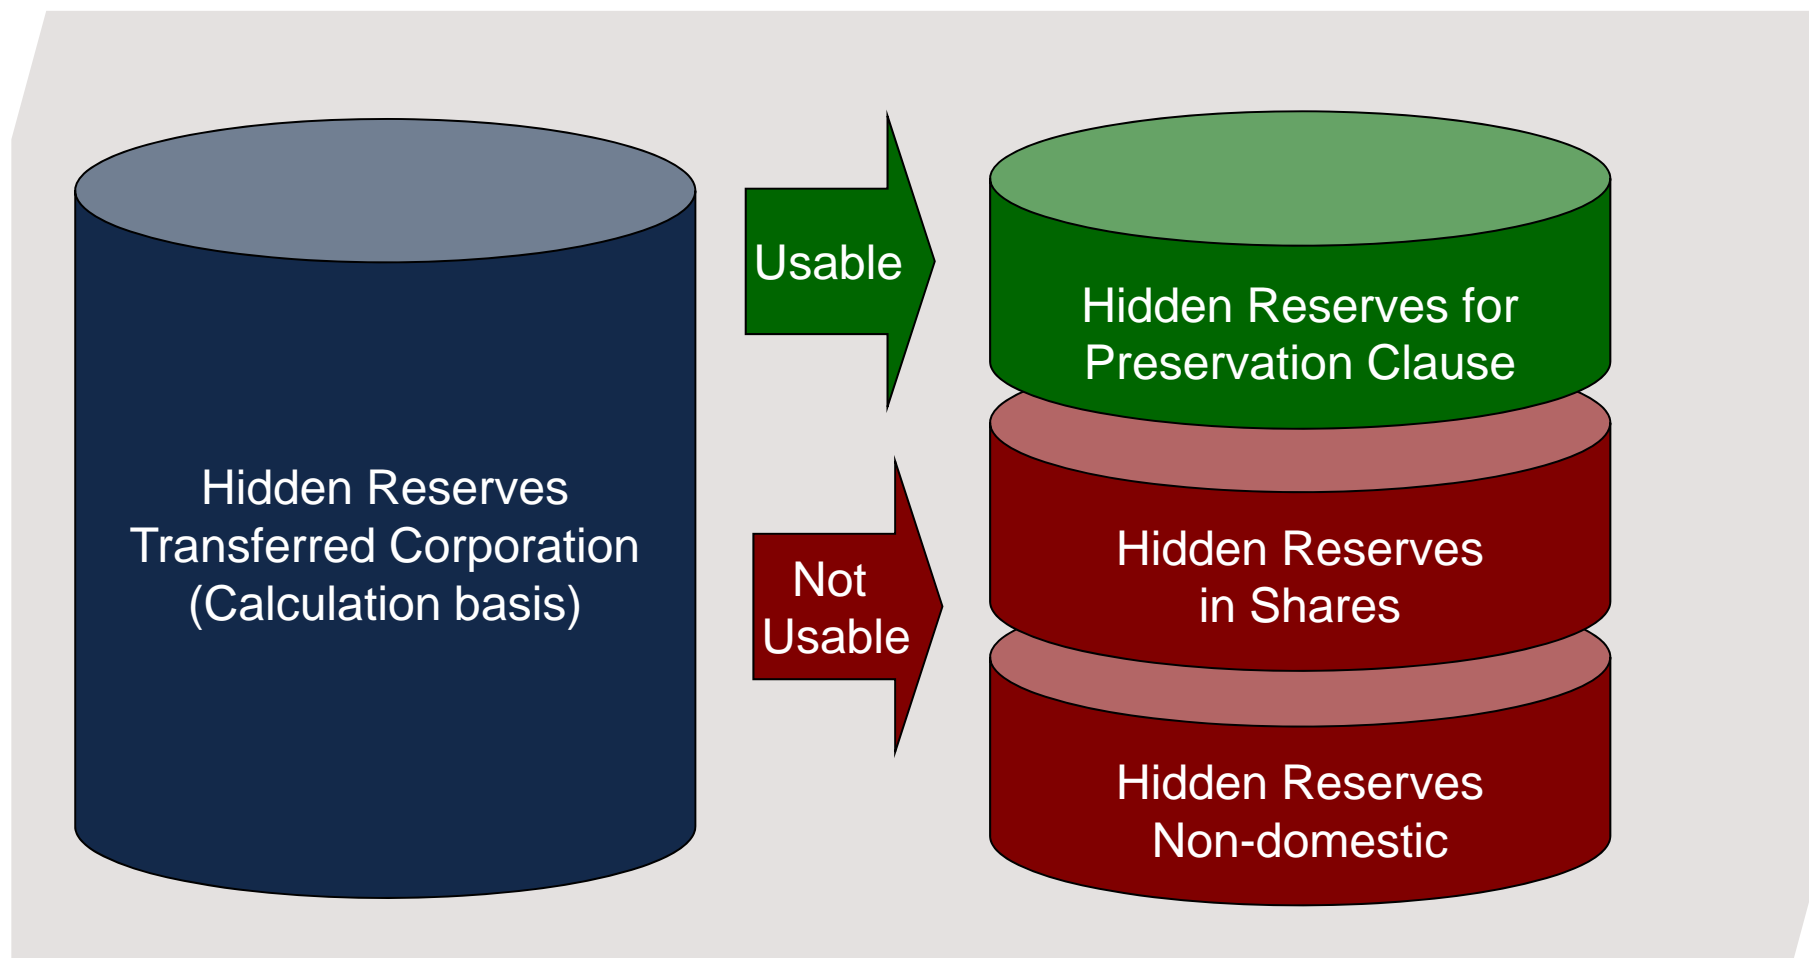 Hidden Reserves
Transferred Corporation
(Calculation basis)
Usable
Not
Usable
Hidden Reserves for
Preservation Clause
Hidden Reserves
in Shares
Hidden Reserves
Non-domestic